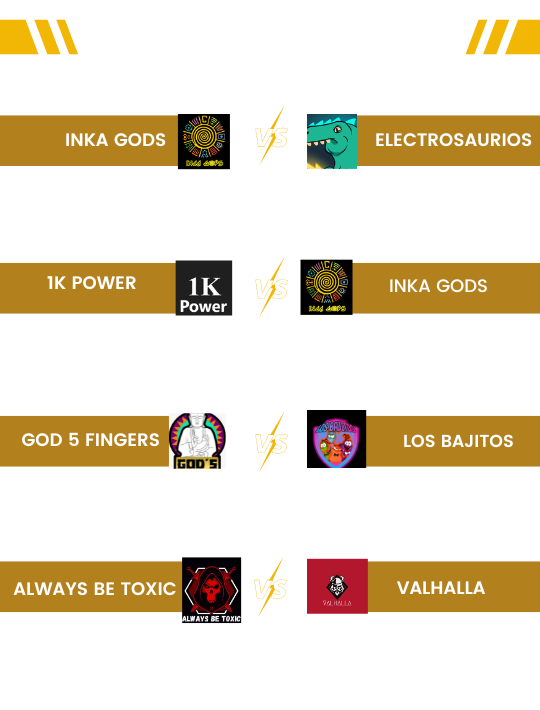 INKA GODS
INKA GODS
VS
ELECTROSAURIOS
1K POWER
1K
Power
VS
INKA GODS
INKA GODS
GOD 5 FINGERS
GOD'S
VS
LOS BAJITOS
ALWAYS BE TOXIC
ALWAYS BE TOXIC
VS
VALHALLA
VALHALLA